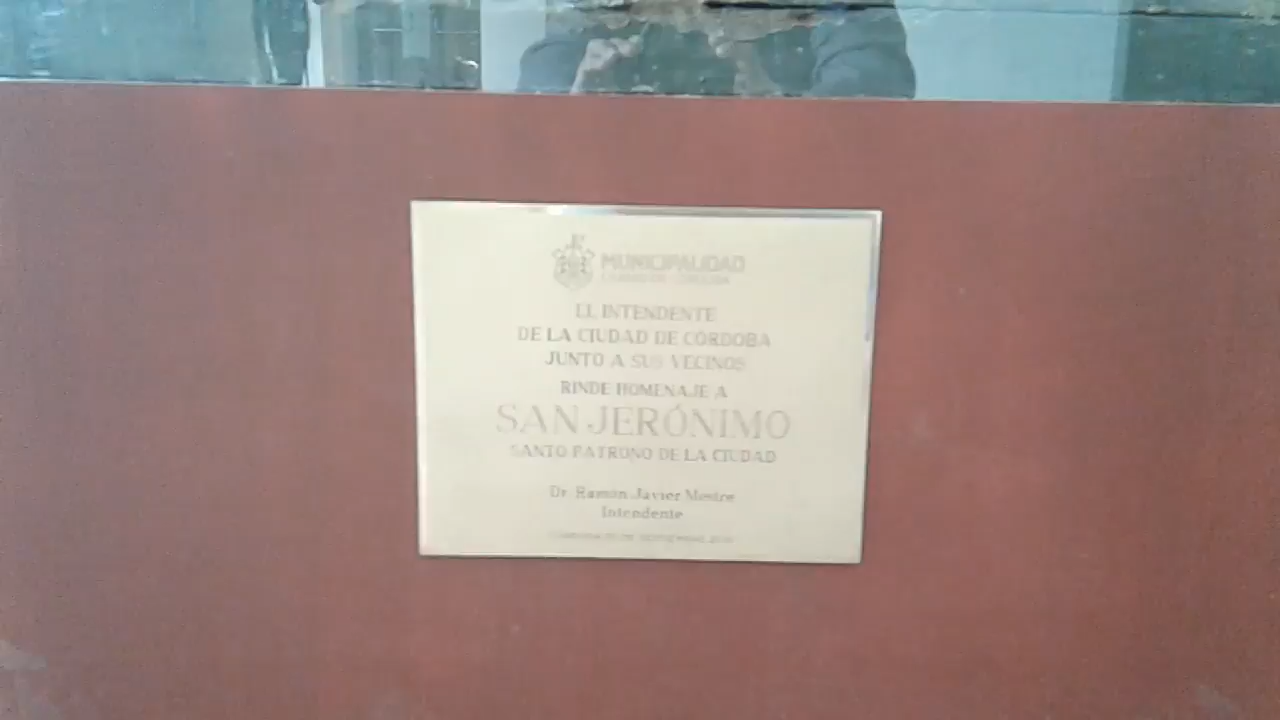 MUNICIPALIDAD
EL INTENDENTE
DE LA CIUDAD DE CÓRDOBA
JUNTO A SUS VECINOS
RINDE HOMENAJE A
SAN JERÓNIMO
SANTO PATRONO DE LA CIUDAD
Dr. Ramón Javier Mestre
Intendente